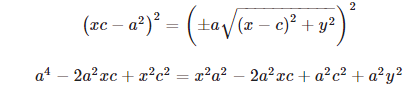 (xc − a²)² = (±a√((x − c)² + y²))²
a⁴ − 2a²xc + x²c² = x²a² − 2a²xc + a²c² + a²y²